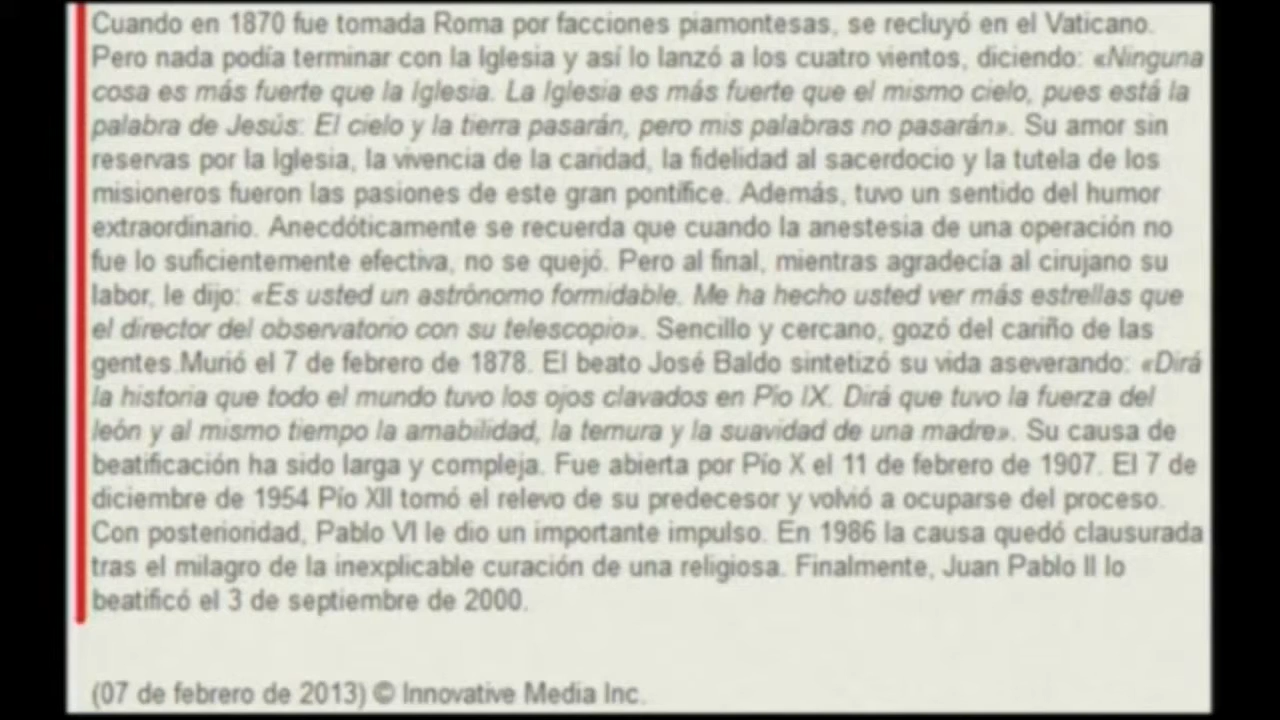 Cuando en 1870 fue tomada Roma por facciones piamontesas, se recluyó en el Vaticano.
Pero nada podía terminar con la Iglesia y así lo lanzó a los cuatro vientos, diciendo: «Ninguna
cosa es más fuerte que la Iglesia. La Iglesia es más fuerte que el mismo cielo, pues está la
palabra de Jesús: El cielo y la tierra pasarán, pero mis palabras no pasarán». Su amor sin
reservas por la Iglesia, la vivencia de la caridad, la fidelidad al sacerdocio y la tutela de los
misioneros fueron las pasiones de este gran pontífice. Además, tuvo un sentido del humor
extraordinario. Anecdóticamente se recuerda que cuando la anestesia de una operación no
fue lo suficientemente efectiva, no se quejó. Pero al final, mientras agradecía al cirujano su
labor, le dijo: «Es usted un astrónomo formidable. Me ha hecho usted ver más estrellas que
el director del observatorio con su telescopio». Sencillo y cercano, gozó del cariño de las
gentes.Murió el 7 de febrero de 1878. El beato José Baldo sintetizó su vida aseverando: «Dirá
la historia que todo el mundo tuvo los ojos clavados en Pío IX. Dirá que tuvo la fuerza del
león y al mismo tiempo la amabilidad, la ternura y la suavidad de una madre». Su causa de
beatificación ha sido larga y compleja. Fue abierta por Pío X el 11 de febrero de 1907. El 7 de
diciembre de 1954 Pío XII tomó el relevo de su predecesor y volvió a ocuparse del proceso.
Con posterioridad, Pablo VI le dio un importante impulso. En 1986 la causa quedó clausurada
tras el milagro de la inexplicable curación de una religiosa. Finalmente, Juan Pablo II lo
beatificó el 3 de septiembre de 2000.
(07 de febrero de 2013) © Innovative Media Inc.